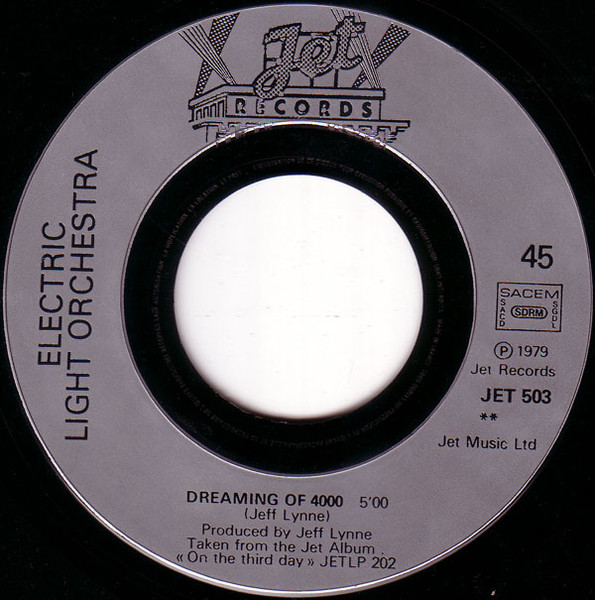 Jet
RECORDS
ELECTRIC
LIGHT ORCHESTRA
45
SACEM
SACD
SDRM
SGDL
Ⓟ 1979
Jet Records
JET 503
**
Jet Music Ltd
DREAMING OF 4000 5'00
(Jeff Lynne)
Produced by Jeff Lynne
Taken from the Jet Album .
« On the third day » JETLP 202